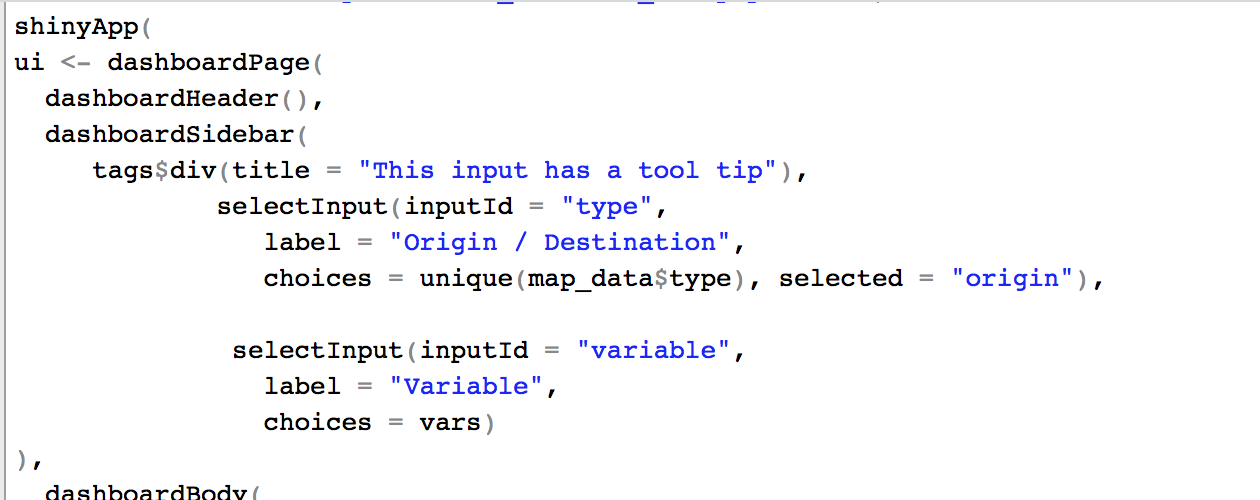 shinyApp(
ui <- dashboardPage(
  dashboardHeader(),
  dashboardSidebar(
     tags$div(title = "This input has a tool tip"),
             selectInput(inputId = "type",
                label = "Origin / Destination",
                choices = unique(map_data$type), selected = "origin"),
              selectInput(inputId = "variable",
                label = "Variable",
                choices = vars)
),
  dashboardBody(